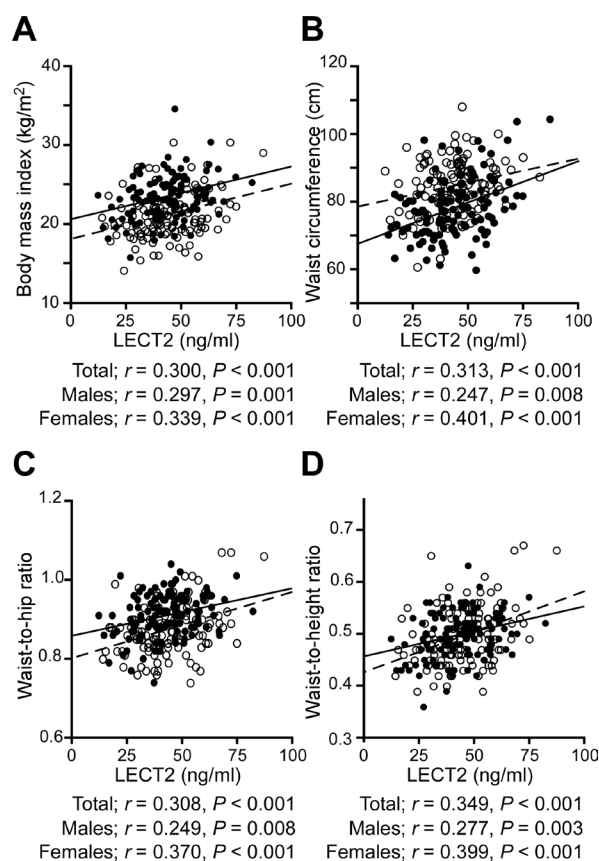 A
B
Body mass index (kg/m²)
40
30
20
10
0 25 50 75 100
LECT2 (ng/ml)
Total; r = 0.300, P < 0.001
Males; r = 0.297, P = 0.001
Females; r = 0.339, P < 0.001
Waist circumference (cm)
120
100
80
60
0 25 50 75 100
LECT2 (ng/ml)
Total; r = 0.313, P < 0.001
Males; r = 0.247, P = 0.008
Females; r = 0.401, P < 0.001
C
D
Waist-to-hip ratio
1.2
1.0
0.8
0.6
0 25 50 75 100
LECT2 (ng/ml)
Total; r = 0.308, P < 0.001
Males; r = 0.249, P = 0.008
Females; r = 0.370, P < 0.001
Waist-to-height ratio
0.7
0.6
0.5
0.4
0.3
0 25 50 75 100
LECT2 (ng/ml)
Total; r = 0.349, P < 0.001
Males; r = 0.277, P = 0.003
Females; r = 0.399, P < 0.001